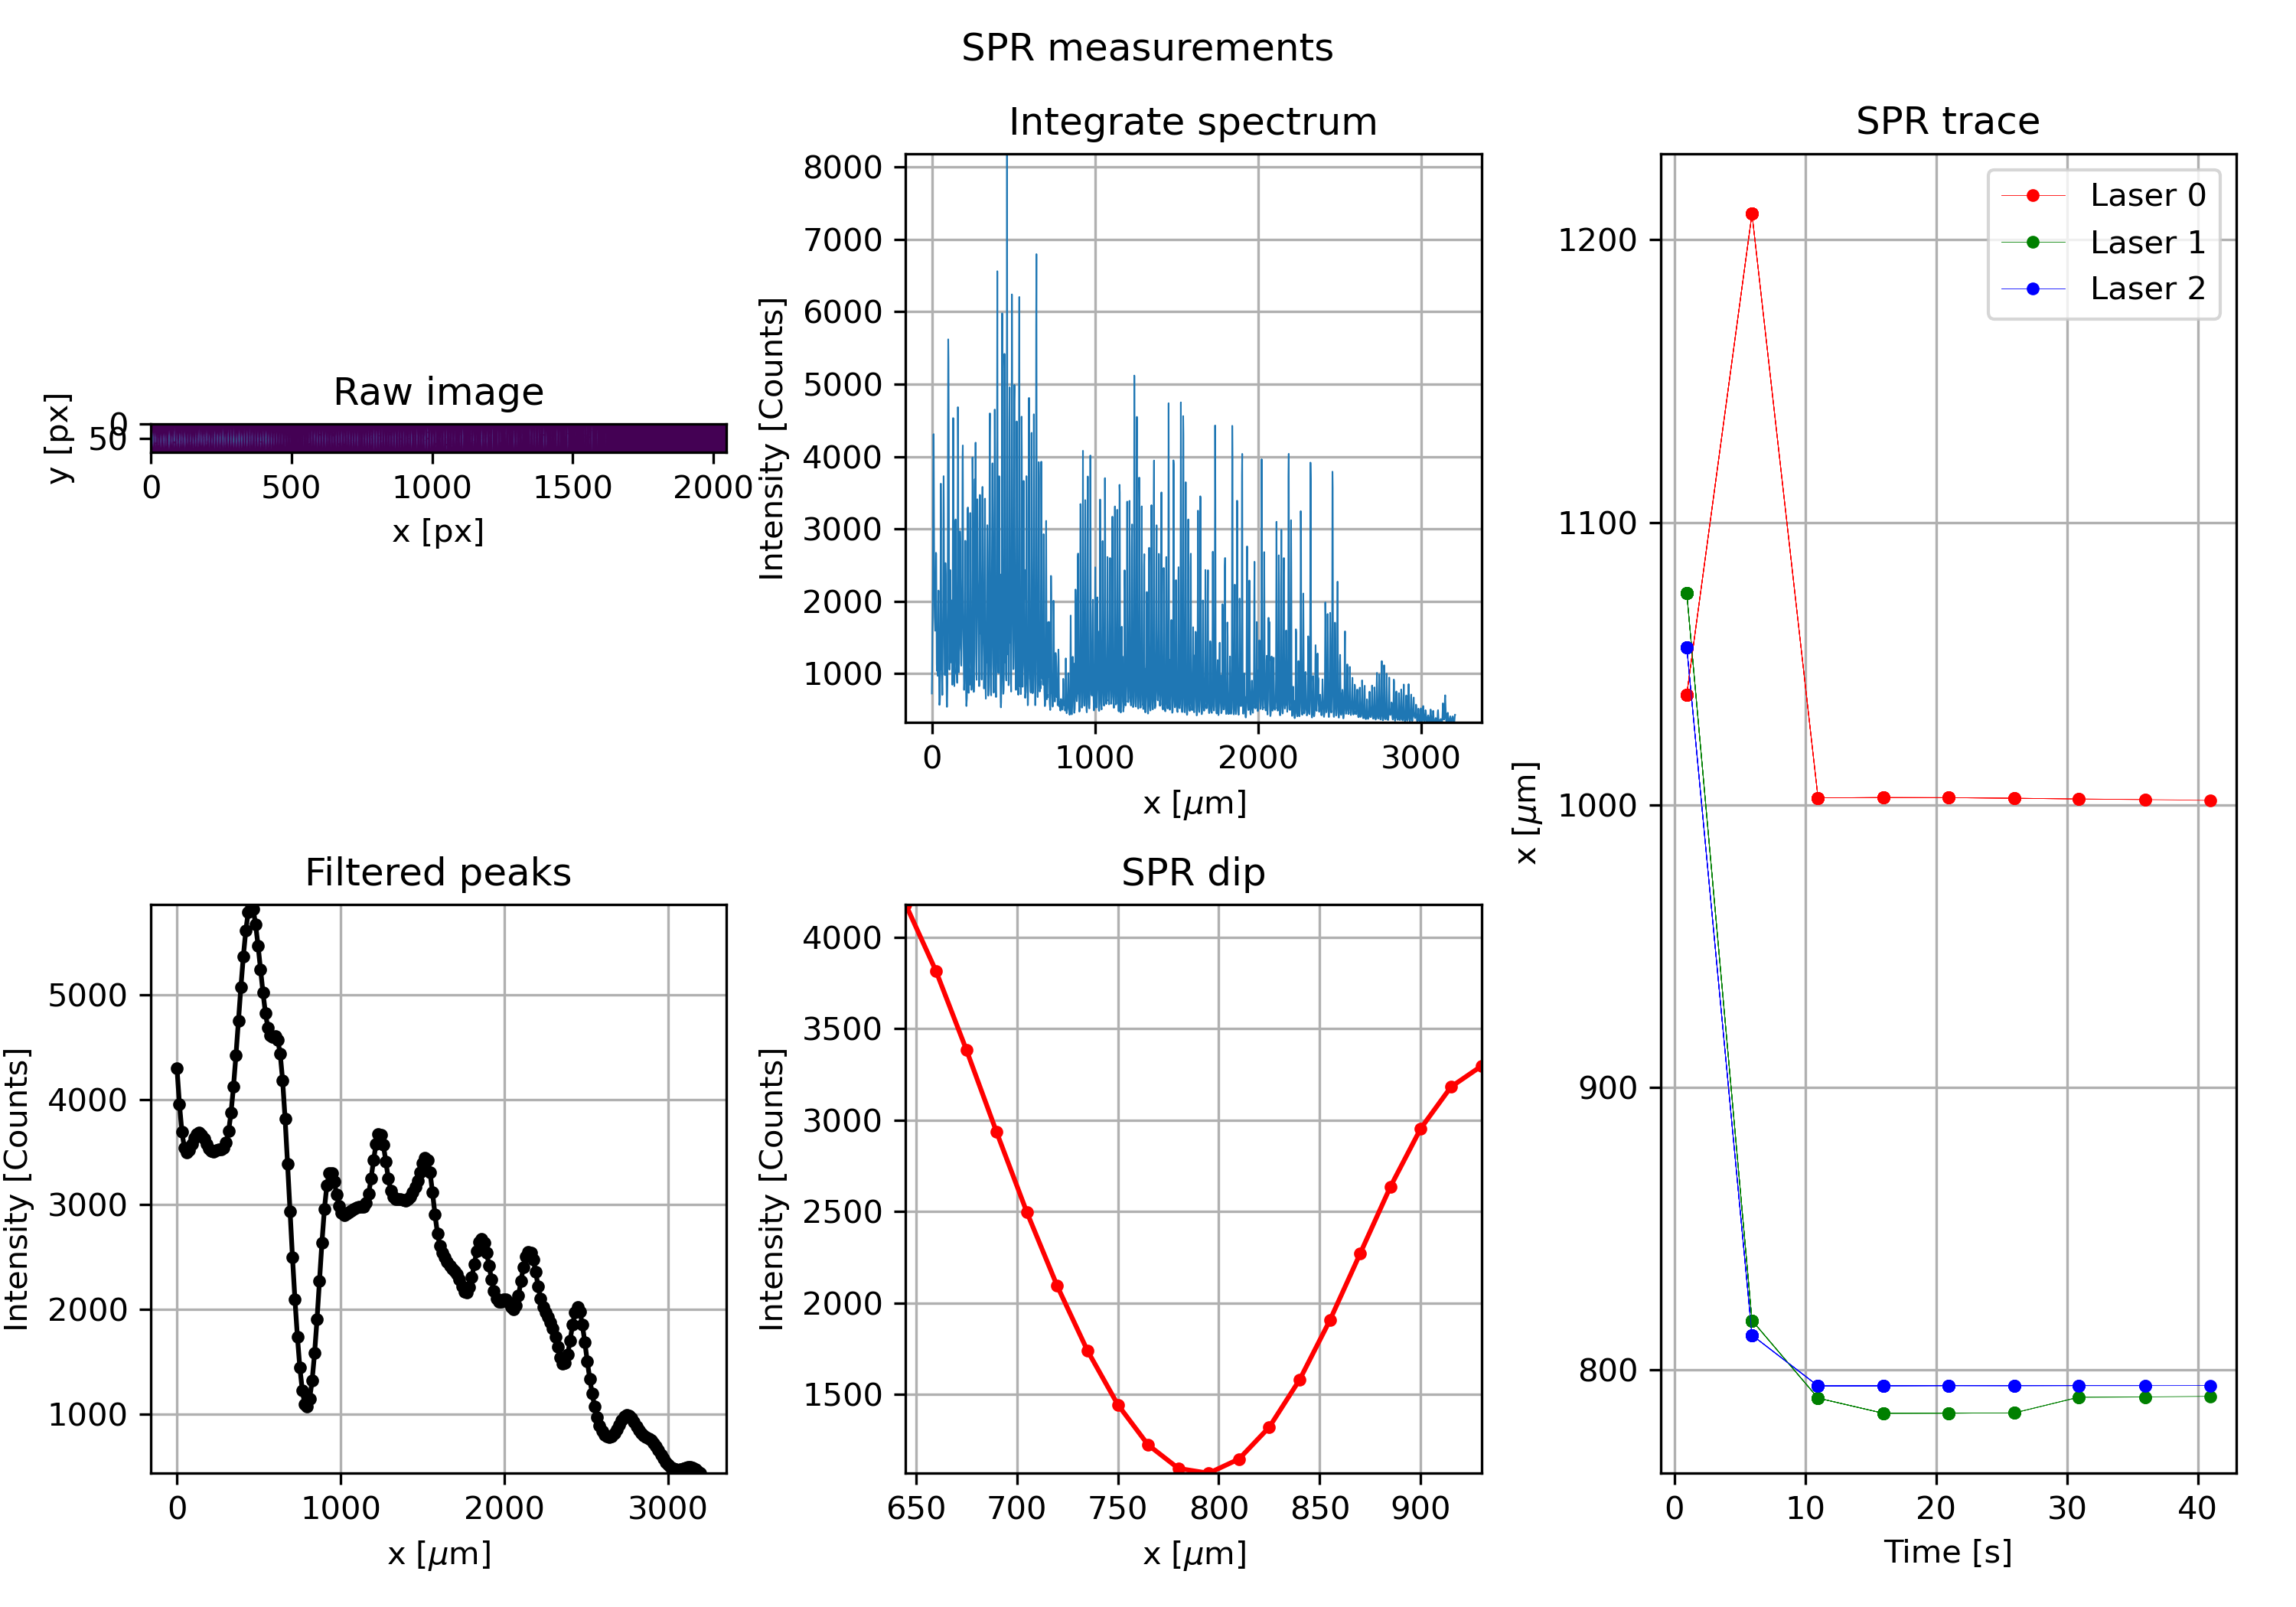 SPR measurements
Raw image
y [px]
0
50
0 500 1000 1500 2000
x [px]
Integrate spectrum
Intensity [Counts]
8000
7000
6000
5000
4000
3000
2000
1000
0 1000 2000 3000
x [μm]
SPR trace
Laser 0
Laser 1
Laser 2
x [μm]
1200
1100
1000
900
800
0 10 20 30 40
Time [s]
Filtered peaks
Intensity [Counts]
5000
4000
3000
2000
1000
0 1000 2000 3000
x [μm]
SPR dip
Intensity [Counts]
4000
3500
3000
2500
2000
1500
650 700 750 800 850 900
x [μm]